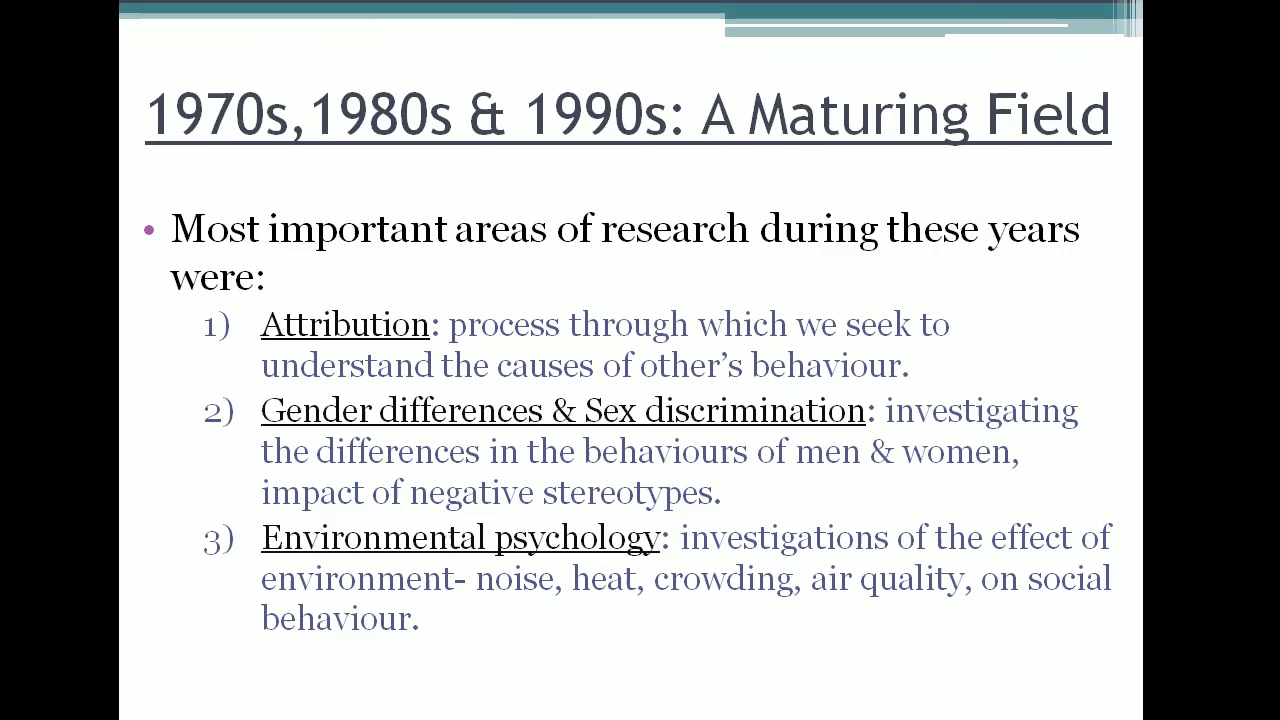 1970s,1980s & 1990s: A Maturing Field
• Most important areas of research during these years
were:
1) Attribution: process through which we seek to
understand the causes of other’s behaviour.
2) Gender differences & Sex discrimination: investigating
the differences in the behaviours of men & women,
impact of negative stereotypes.
3) Environmental psychology: investigations of the effect of
environment- noise, heat, crowding, air quality, on social
behaviour.